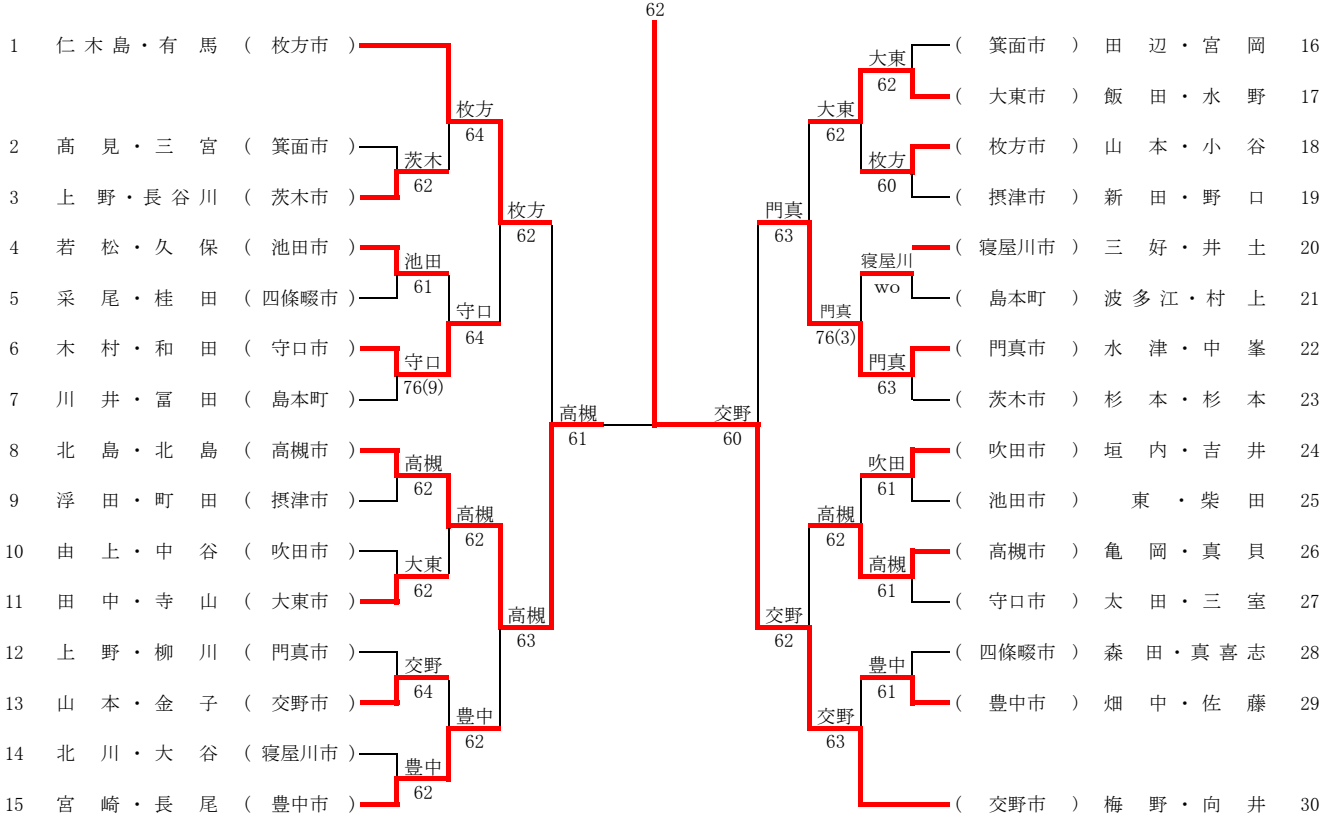 62
1 仁木島・有馬 ( 枚方市 )
枚方
64
2 髙見・三宮 ( 箕面市 )
茨木
62
3 上野・長谷川 ( 茨木市 )
枚方
62
4 若松・久保 ( 池田市 )
池田
61
5 采尾・桂田 ( 四條畷市 )
守口
64
6 木村・和田 ( 守口市 )
守口
76(9)
7 川井・冨田 ( 島本町 )
高槻
61
8 北島・北島 ( 高槻市 )
高槻
62
9 浮田・町田 ( 摂津市 )
高槻
62
10 由上・中谷 ( 吹田市 )
大東
62
11 田中・寺山 ( 大東市 )
高槻
63
12 上野・柳川 ( 門真市 )
交野
64
13 山本・金子 ( 交野市 )
豊中
62
14 北川・大谷 ( 寝屋川市 )
豊中
62
15 宮崎・長尾 ( 豊中市 )
( 箕面市 ) 田辺・宮岡 16
大東
62
( 大東市 ) 飯田・水野 17
大東
62
( 枚方市 ) 山本・小谷 18
枚方
60
( 摂津市 ) 新田・野口 19
門真
63
( 寝屋川市 ) 三好・井土 20
寝屋川
wo
( 島本町 ) 波多江・村上 21
門真
76(3)
( 門真市 ) 水津・中峯 22
門真
63
( 茨木市 ) 杉本・杉本 23
交野
60
( 吹田市 ) 垣内・吉井 24
吹田
61
( 池田市 ) 東・柴田 25
高槻
62
( 高槻市 ) 亀岡・真貝 26
高槻
61
( 守口市 ) 太田・三室 27
交野
62
( 四條畷市 ) 森田・真喜志 28
豊中
61
( 豊中市 ) 畑中・佐藤 29
交野
63
( 交野市 ) 梅野・向井 30